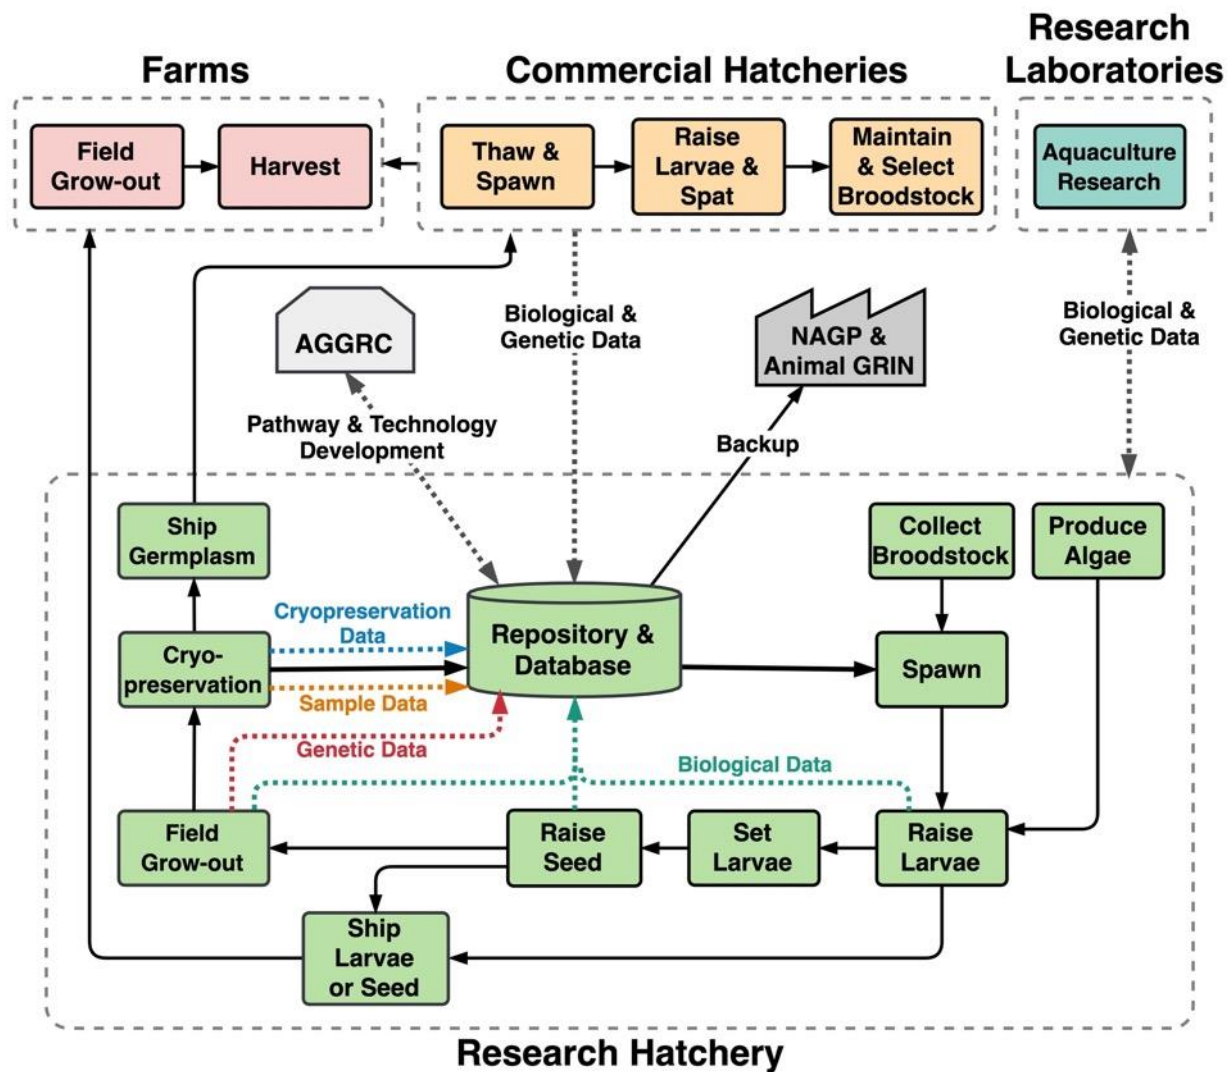 Farms
Commercial Hatcheries
Research
Laboratories
Field
Grow-out
Harvest
Thaw &
Spawn
Raise
Larvae &
Spat
Maintain
& Select
Broodstock
Aquaculture
Research
AGGRC
Biological &
Genetic Data
NAGP &
Animal GRIN
Biological &
Genetic Data
Pathway & Technology
Development
Backup
Ship
Germplasm
Collect
Broodstock
Produce
Algae
Cryopreservation
Data
Cryo-
preservation
Repository &
Database
Spawn
Sample Data
Genetic Data
Biological Data
Field
Grow-out
Raise
Seed
Set
Larvae
Raise
Larvae
Ship
Larvae
or Seed
Research Hatchery